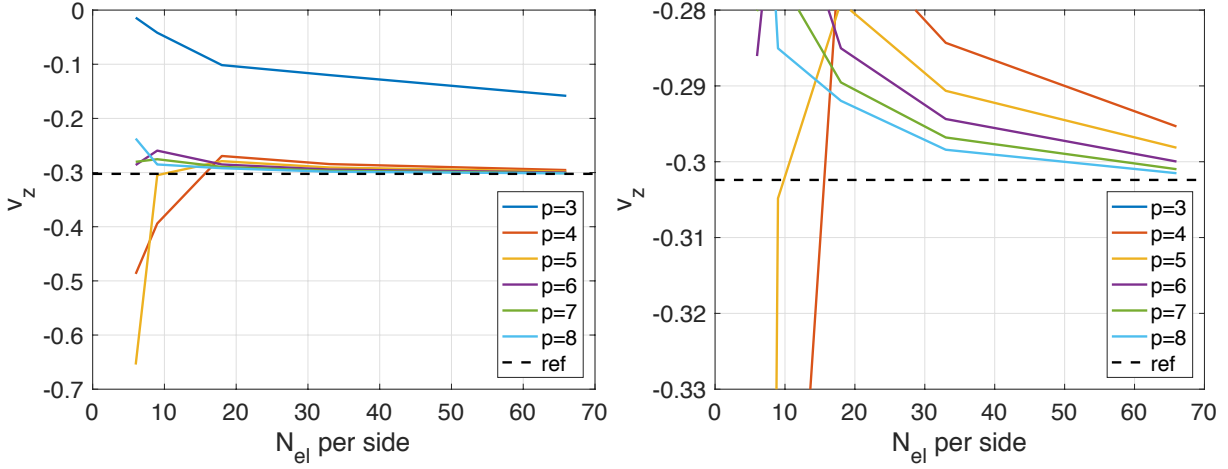 0
-0.1
-0.2
-0.3
-0.4
-0.5
-0.6
-0.7
v_z
0 10 20 30 40 50 60 70
N_el per side
p=3
p=4
p=5
p=6
p=7
p=8
ref
-0.28
-0.29
-0.3
-0.31
-0.32
-0.33
v_z
0 10 20 30 40 50 60 70
N_el per side
p=3
p=4
p=5
p=6
p=7
p=8
ref